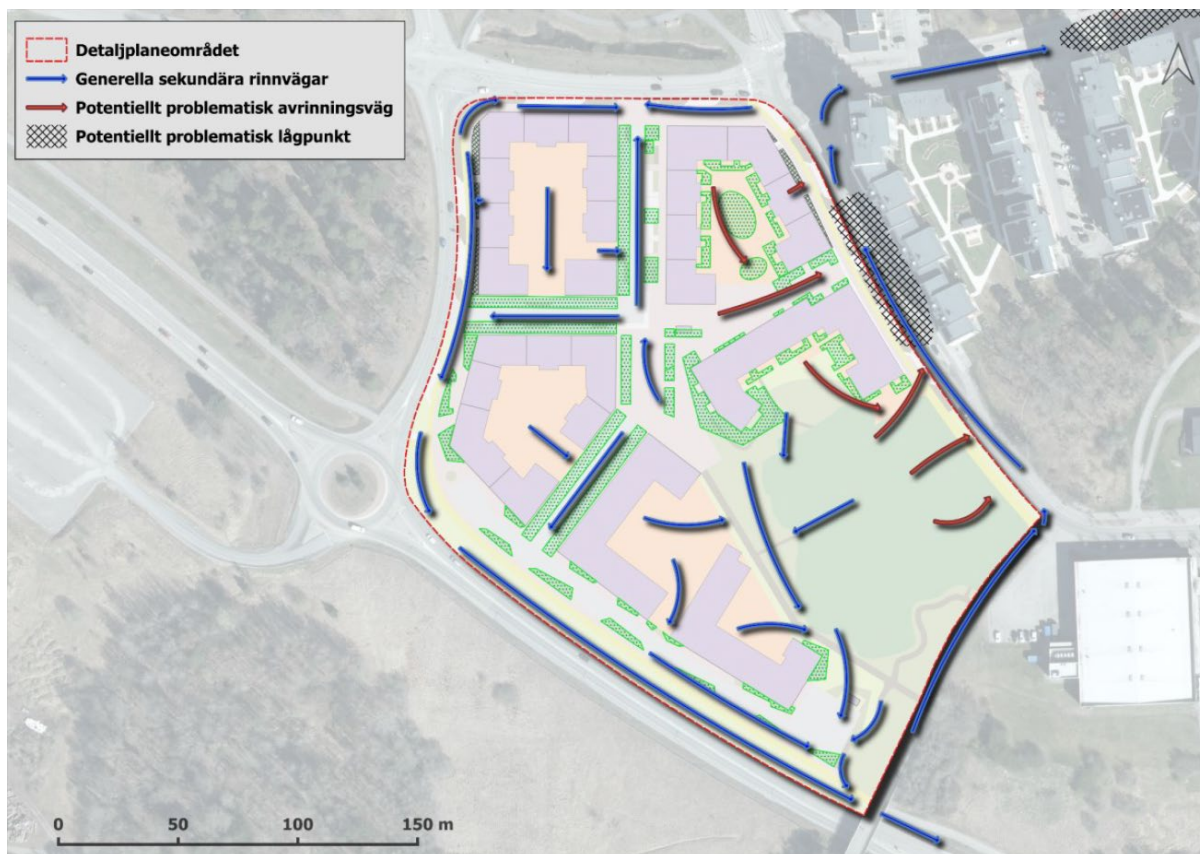 Detaljplaneområdet
Generella sekundära rinnvägar
Potentiellt problematisk avrinningsväg
Potentiellt problematisk lågpunkt
0 50 100 150 m